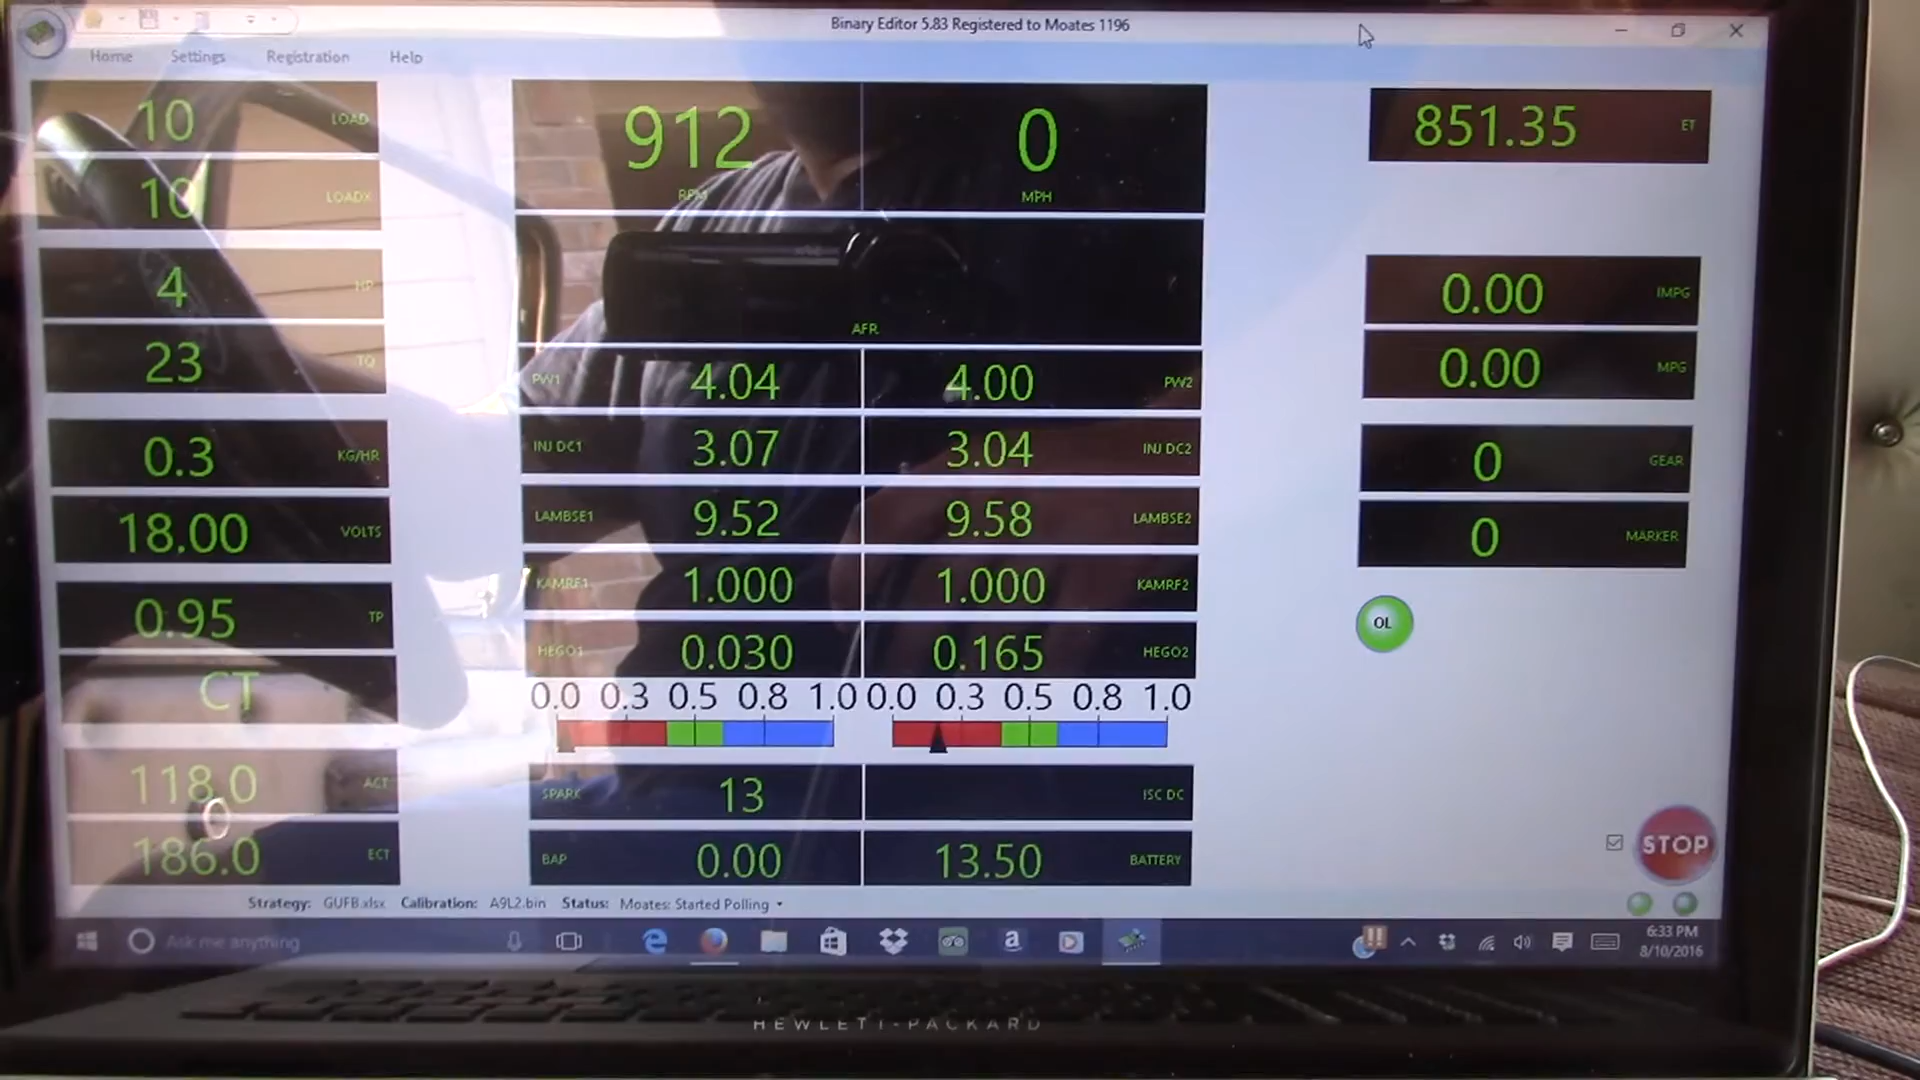 Binary Editor 5.83 Registered to Moates 1196
Home Settings Registration Help
10 LOAD
10 LOADX
4 HP
23 TQ
0.3 KG/HR
18.00 VOLTS
0.95 TP
CT
118.0 ACT
186.0 ECT
912 RPM
0 MPH
AFR
PW1 4.04
4.00 PW2
INJ DC1 3.07
3.04 INJ DC2
LAMBSE1 9.52
9.58 LAMBSE2
KAMRF1 1.000
1.000 KAMRF2
HEGO1 0.030
0.165 HEGO2
0.0 0.3 0.5 0.8 1.0
0.0 0.3 0.5 0.8 1.0
SPARK 13
ISC DC
BAP 0.00
13.50 BATTERY
851.35 ET
0.00 IMPG
0.00 MPG
0 GEAR
0 MARKER
OL
STOP
Strategy: GUFB.xlsx Calibration: A9L2.bin Status: Moates: Started Polling
Ask me anything
a
6:33 PM
8/10/2016
HEWLETT-PACKARD